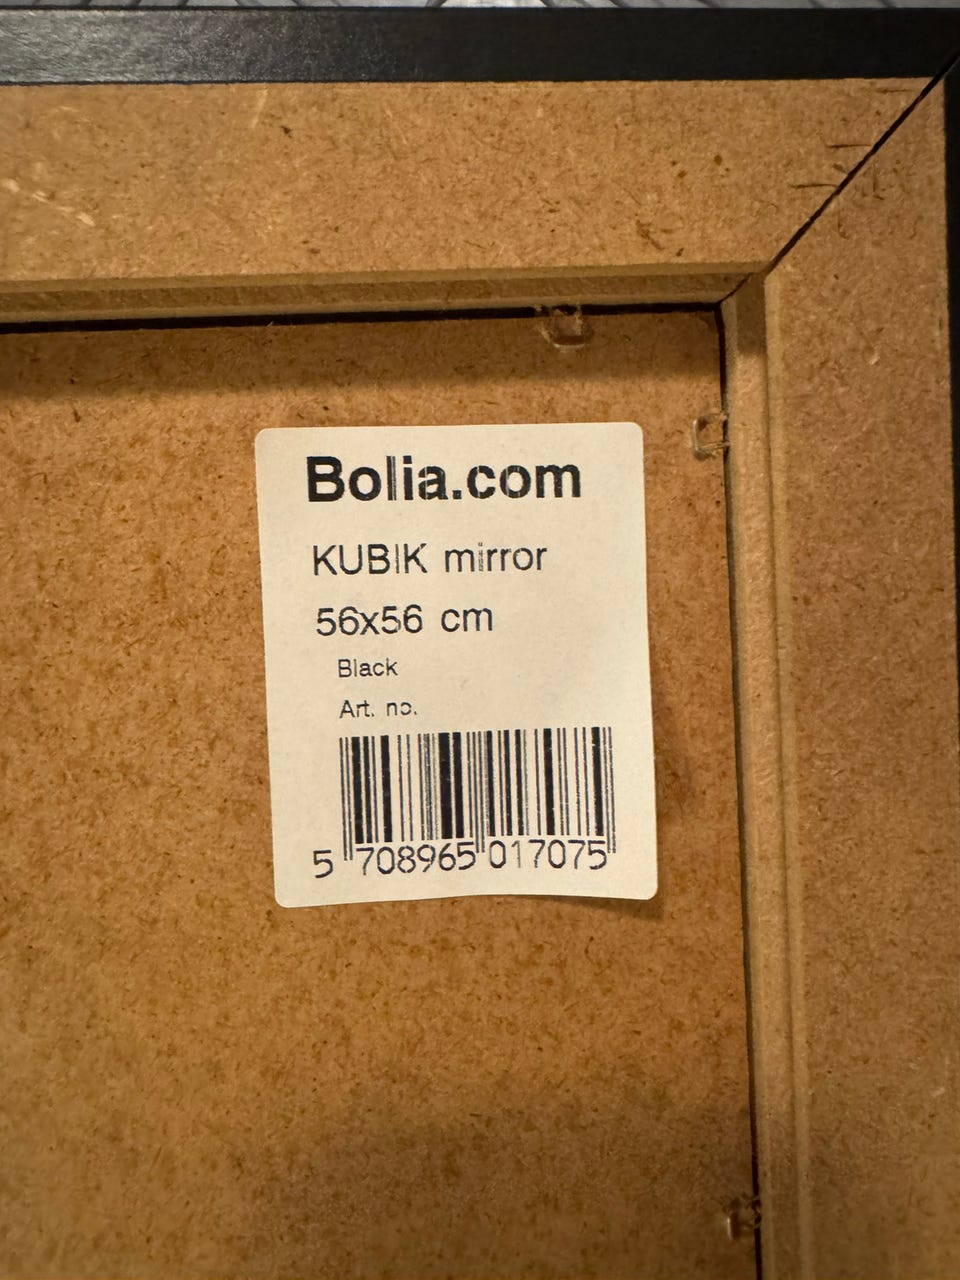 Bolia.com
KUBIK mirror
56x56 cm
Black
Art. no.
5 708965 017075